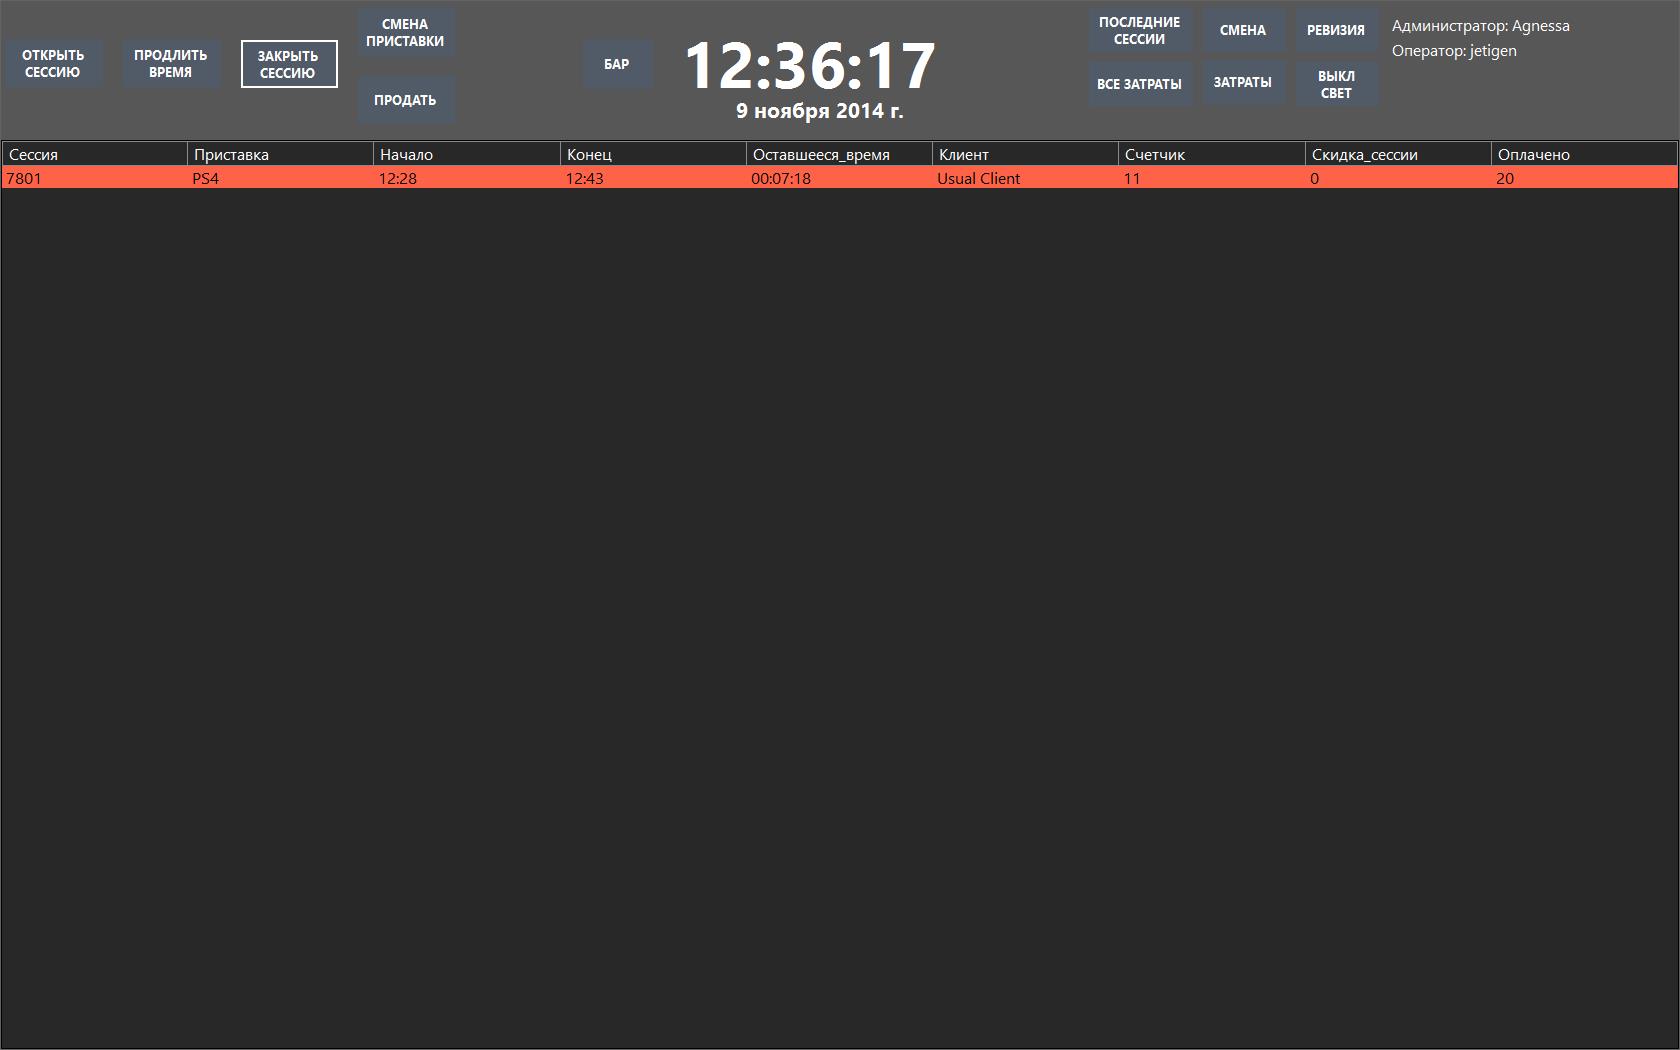 ОТКРЫТЬ
СЕССИЮ
ПРОДЛИТЬ
ВРЕМЯ
ЗАКРЫТЬ
СЕССИЮ
СМЕНА
ПРИСТАВКИ
ПРОДАТЬ
БАР
12:36:17
9 ноября 2014 г.
ПОСЛЕДНИЕ
СЕССИИ
СМЕНА
РЕВИЗИЯ
ВСЕ ЗАТРАТЫ
ЗАТРАТЫ
ВЫКЛ
СВЕТ
Администратор: Agnessa
Оператор: jetigen
Сессия Приставка Начало Конец Оставшееся_время Клиент Счетчик Скидка_сессии Оплачено
7801 PS4 12:28 12:43 00:07:18 Usual Client 11 0 20